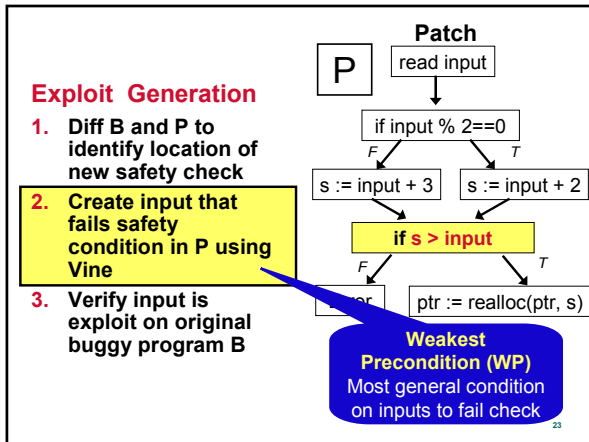 Patch
P
read input
Exploit Generation
1. Diff B and P to
identify location of
new safety check
2. Create input that
fails safety
condition in P using
Vine
3. Verify input is
exploit on original
buggy program B
if input % 2==0
F
T
s := input + 3
s := input + 2
if s > input
F
T
ptr := realloc(ptr, s)
Weakest
Precondition (WP)
Most general condition
on inputs to fail check
23